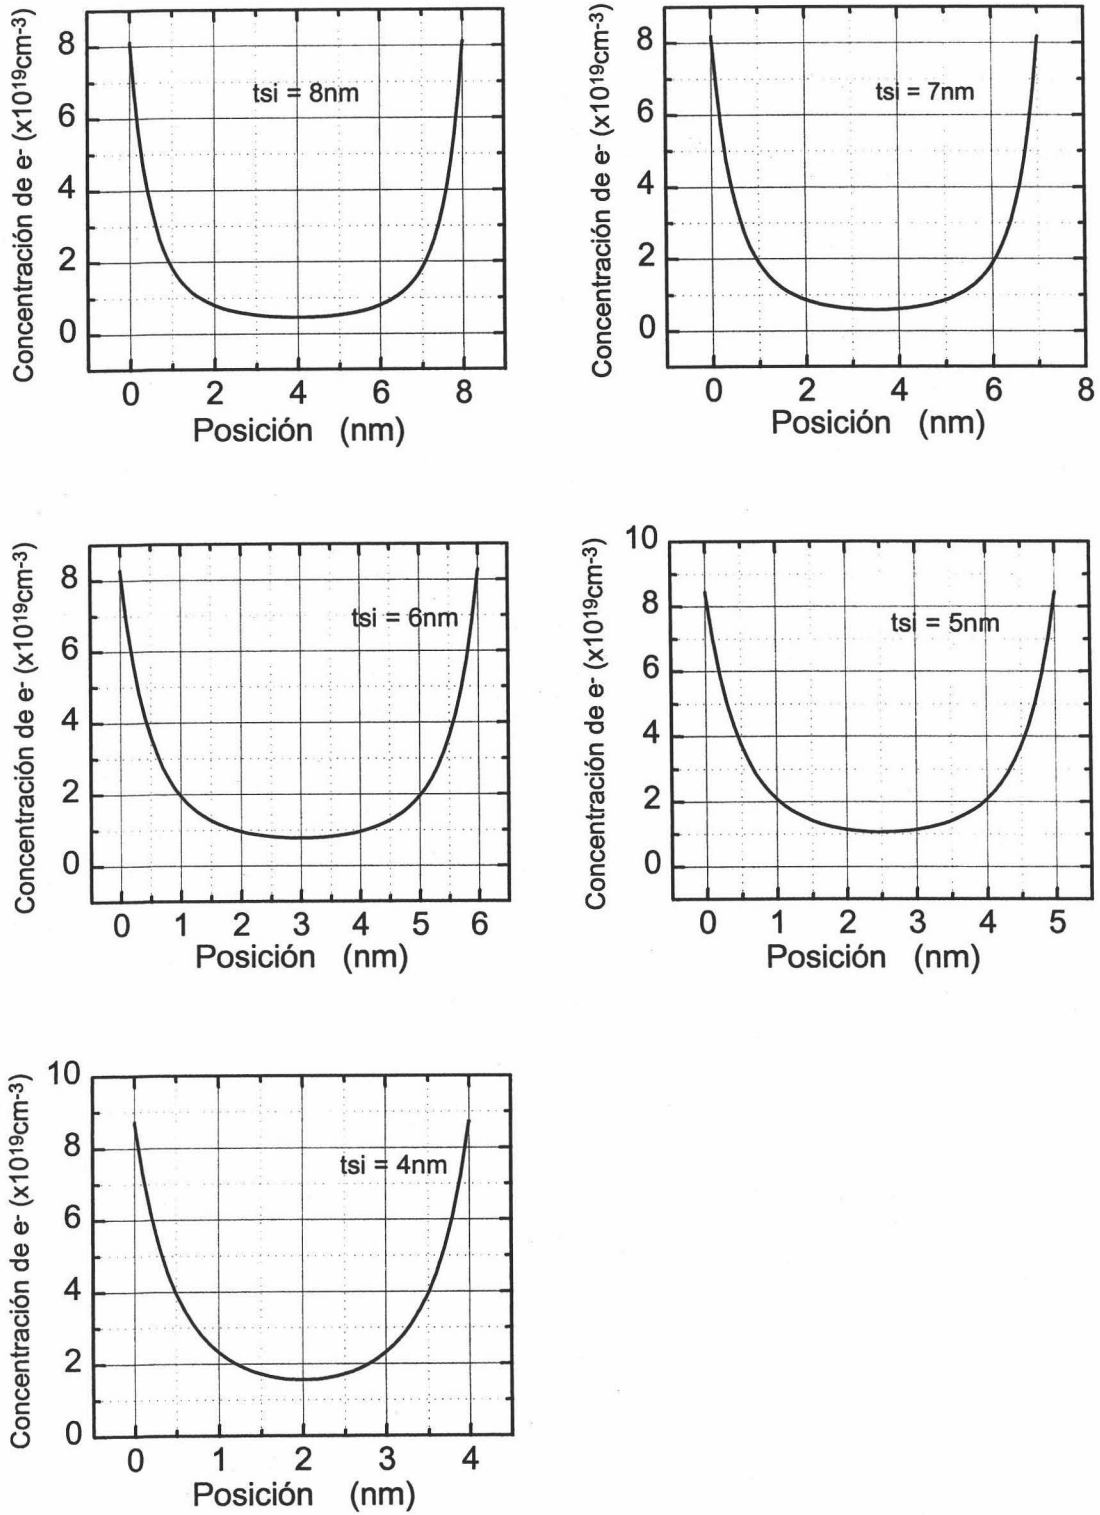 Concentración de e- (x10¹⁹cm-³)
8
6
4
2
0
tsi = 8nm
0 2 4 6 8
Posición (nm)
Concentración de e- (x10¹⁹cm-³)
8
6
4
2
0
tsi = 7nm
0 2 4 6 8
Posición (nm)
Concentración de e- (x10¹⁹cm-³)
8
6
4
2
0
tsi = 6nm
0 1 2 3 4 5 6
Posición (nm)
Concentración de e- (x10¹⁹cm-³)
10
8
6
4
2
0
tsi = 5nm
0 1 2 3 4 5
Posición (nm)
Concentración de e- (x10¹⁹cm-³)
10
8
6
4
2
0
tsi = 4nm
0 1 2 3 4
Posición (nm)